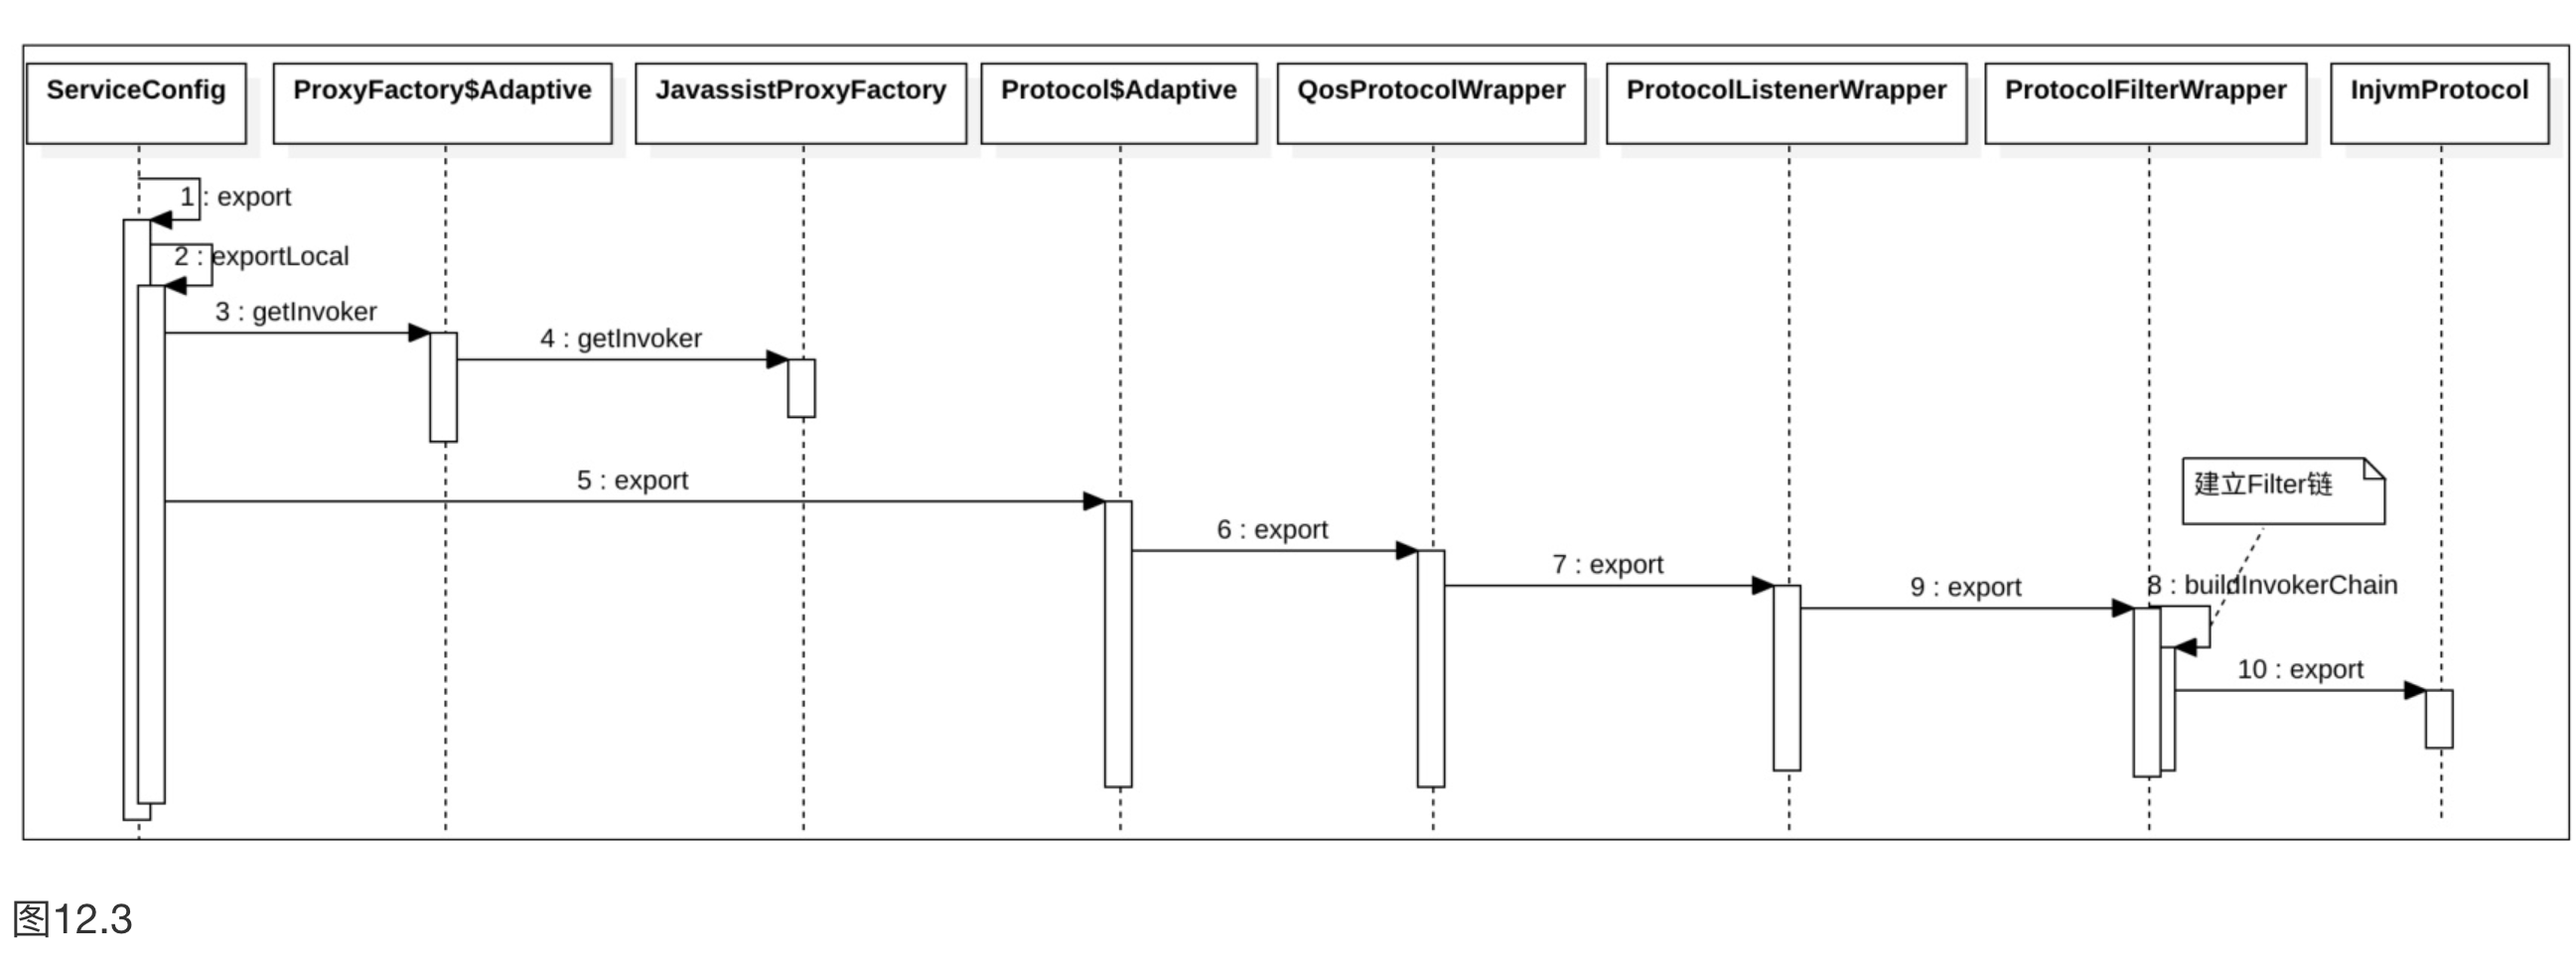 ServiceConfig
ProxyFactory$Adaptive
JavassistProxyFactory
Protocol$Adaptive
QosProtocolWrapper
ProtocolListenerWrapper
ProtocolFilterWrapper
InjvmProtocol
1 : export
2 : exportLocal
3 : getInvoker
4 : getInvoker
5 : export
建立Filter链
6 : export
7 : export
9 : export
8 : buildInvokerChain
10 : export
图12.3